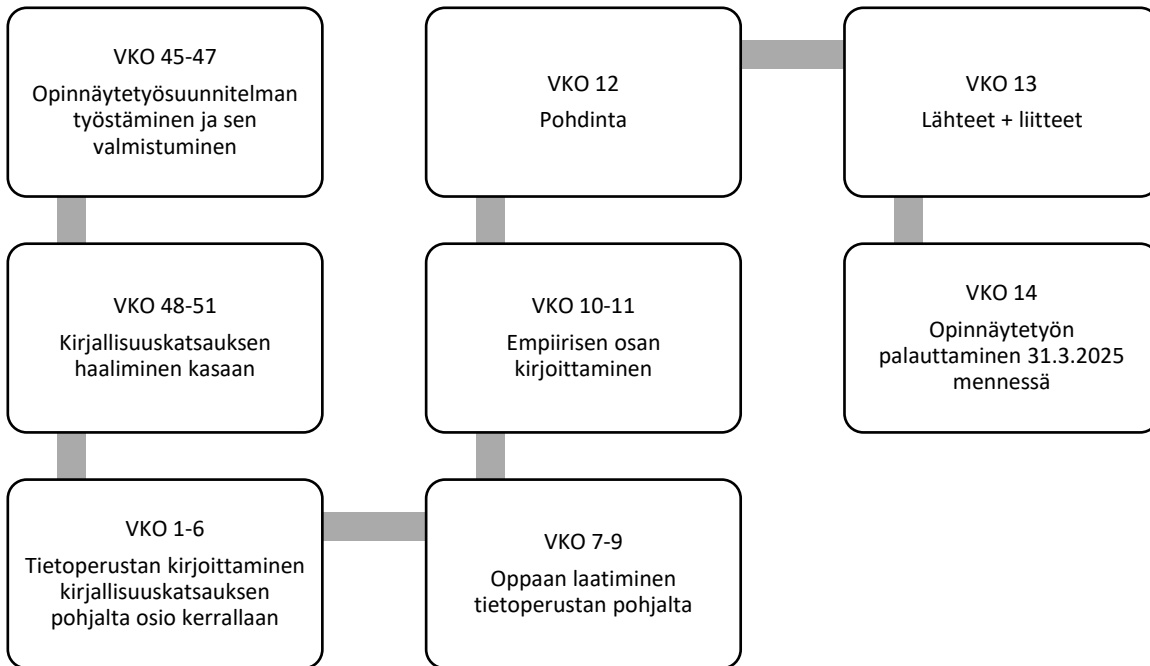 VKO 45-47
Opinnäytetyösuunnitelman
työstäminen ja sen
valmistuminen
VKO 48-51
Kirjallisuuskatsauksen
haaliminen kasaan
VKO 1-6
Tietoperustan kirjoittaminen
kirjallisuuskatsauksen
pohjalta osio kerrallaan
VKO 7-9
Oppaan laatiminen
tietoperustan pohjalta
VKO 10-11
Empiirisen osan
kirjoittaminen
VKO 12
Pohdinta
VKO 13
Lähteet + liitteet
VKO 14
Opinnäytetyön
palauttaminen 31.3.2025
mennessä